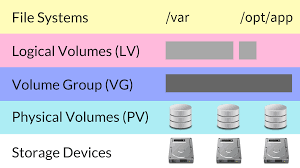 File Systems /var /opt/app
Logical Volumes (LV)
Volume Group (VG)
Physical Volumes (PV)
Storage Devices